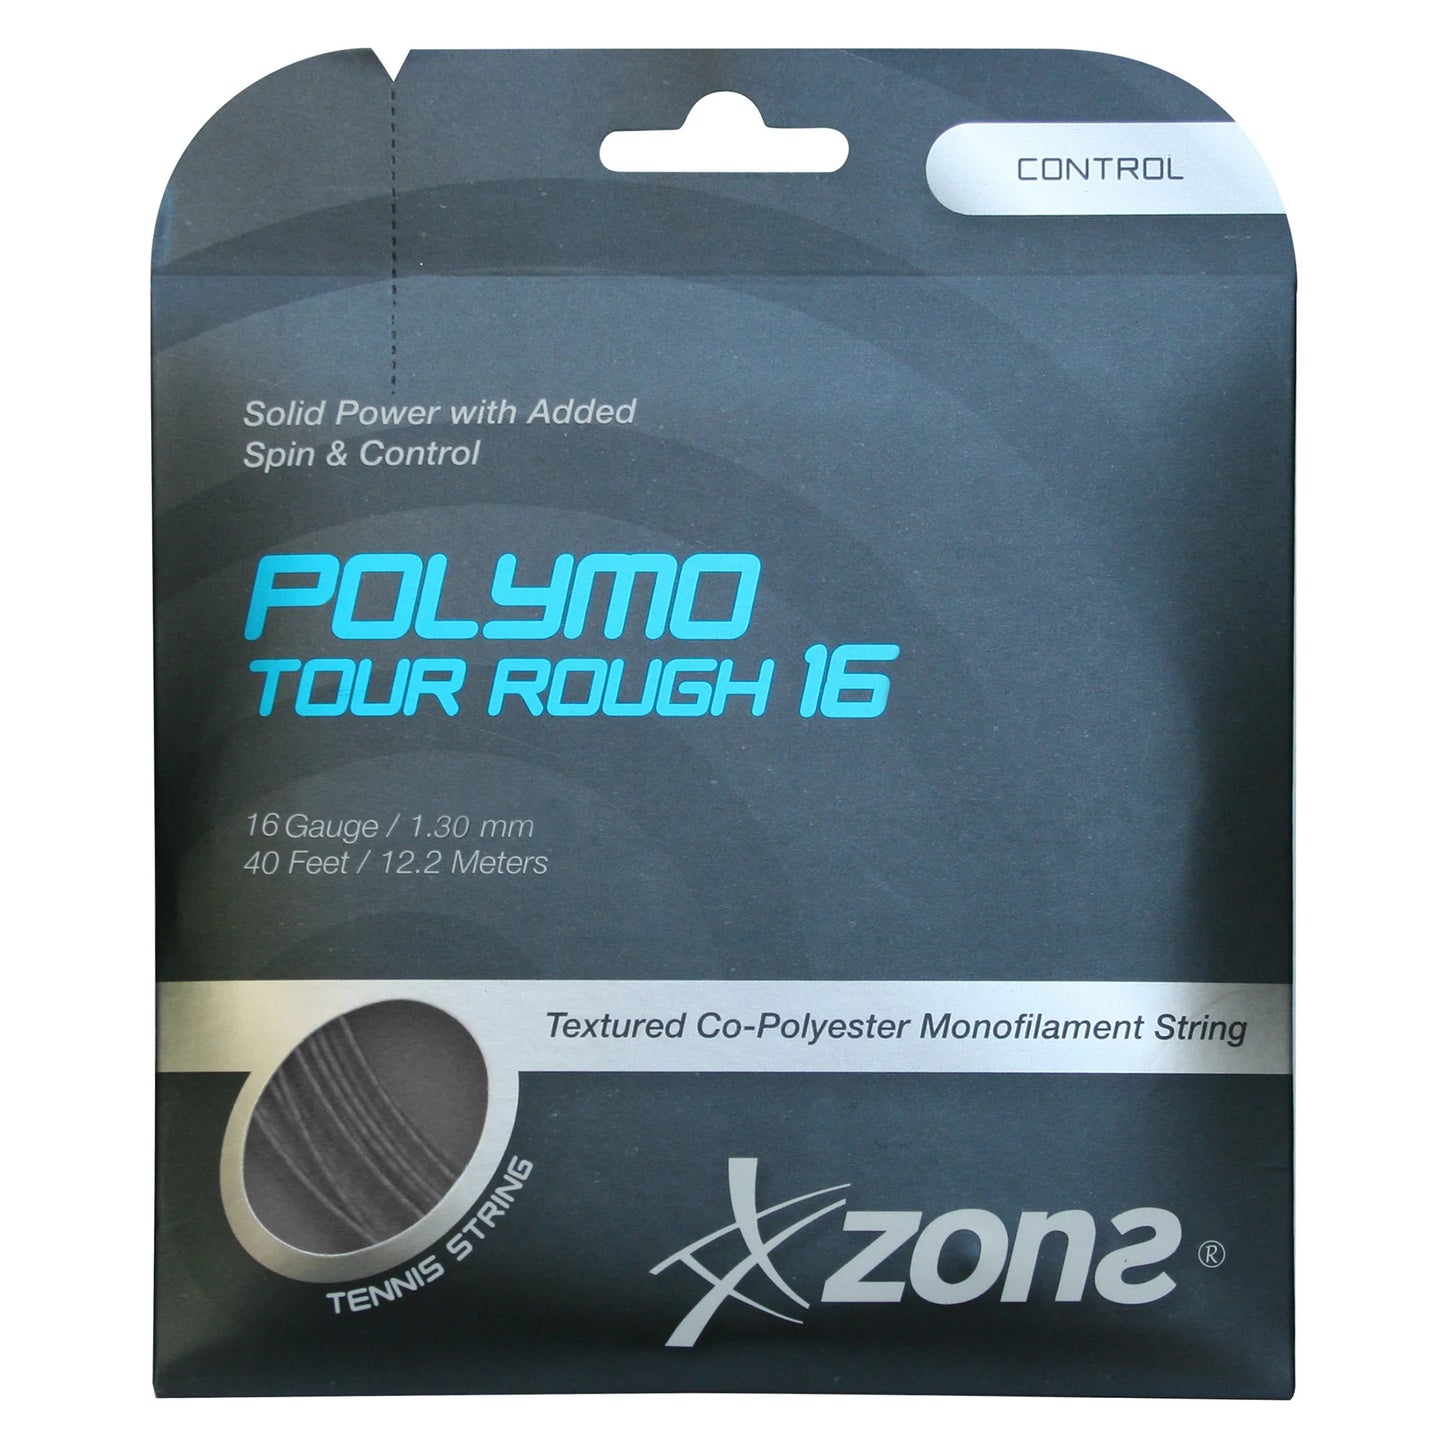 CONTROL
Solid Power with Added
Spin & Control
POLYMO
TOUR ROUGH 16
16 Gauge / 1.30 mm
40 Feet / 12.2 Meters
Textured Co-Polyester Monofilament String
TENNIS STRING
zons ®